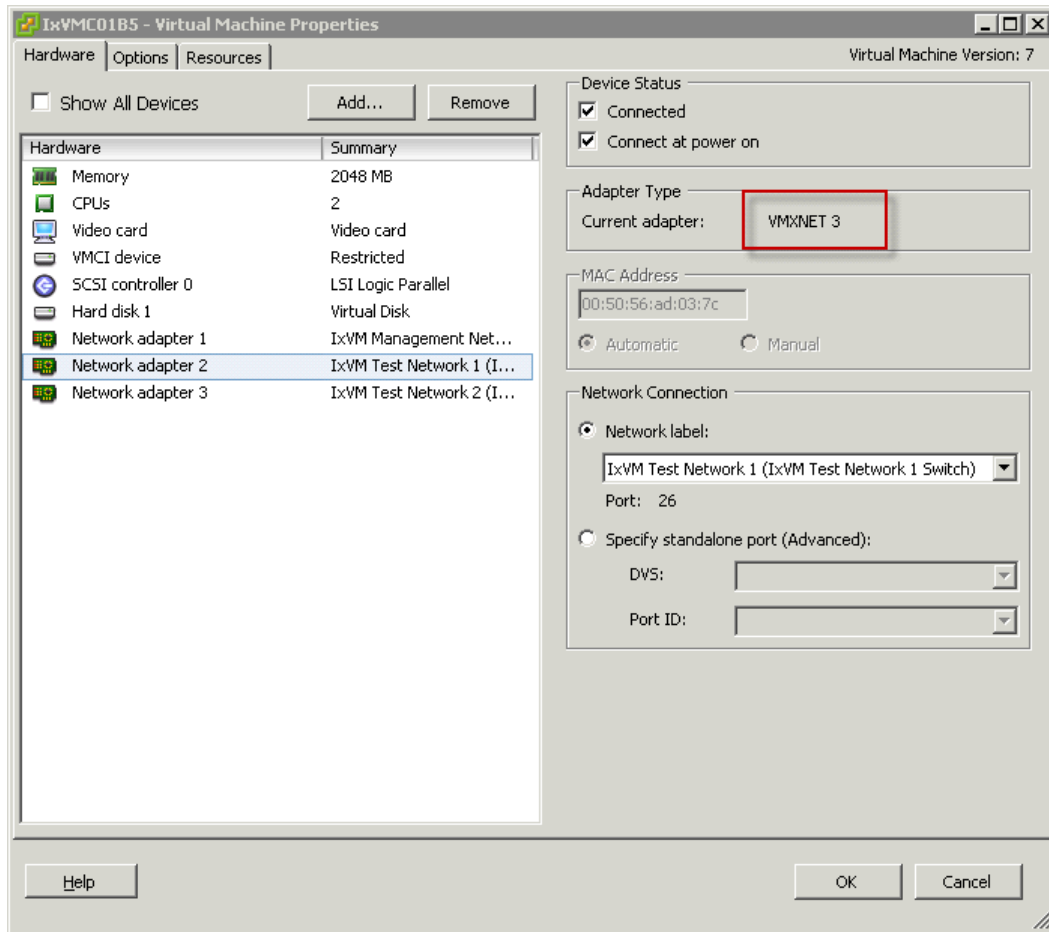 IxVMC01B5 - Virtual Machine Properties
Hardware Options Resources Virtual Machine Version: 7
Show All Devices Add... Remove
Hardware Summary
Memory 2048 MB
CPUs 2
Video card Video card
VMCI device Restricted
SCSI controller 0 LSI Logic Parallel
Hard disk 1 Virtual Disk
Network adapter 1 IxVM Management Net...
Network adapter 2 IxVM Test Network 1 (I...
Network adapter 3 IxVM Test Network 2 (I...
Device Status
Connected
Connect at power on
Adapter Type
Current adapter: VMXNET 3
MAC Address
00:50:56:ad:03:7c
Automatic Manual
Network Connection
Network label:
IxVM Test Network 1 (IxVM Test Network 1 Switch)
Port: 26
Specify standalone port (Advanced):
DVS:
Port ID:
Help OK Cancel